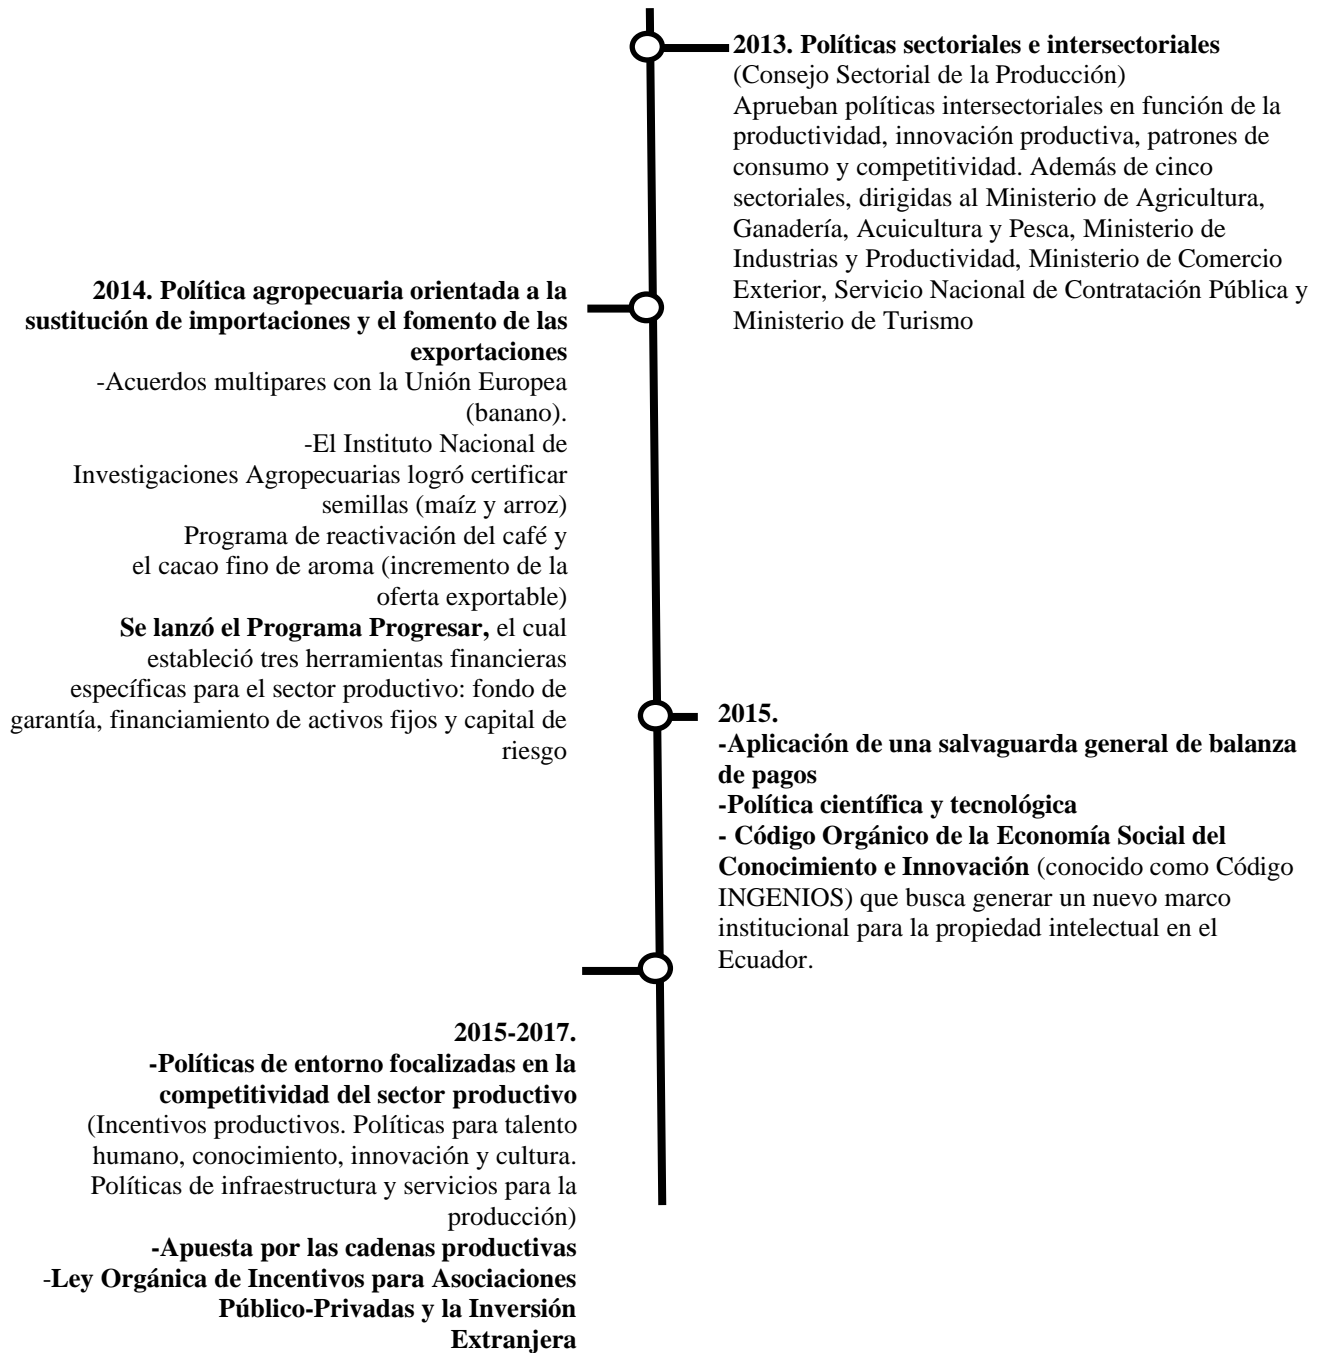 2013. Políticas sectoriales e intersectoriales
(Consejo Sectorial de la Producción)
Aprueban políticas intersectoriales en función de la
productividad, innovación productiva, patrones de
consumo y competitividad. Además de cinco
sectoriales, dirigidas al Ministerio de Agricultura,
Ganadería, Acuicultura y Pesca, Ministerio de
Industrias y Productividad, Ministerio de Comercio
Exterior, Servicio Nacional de Contratación Pública y
Ministerio de Turismo
2014. Política agropecuaria orientada a la
sustitución de importaciones y el fomento de las
exportaciones
-Acuerdos multipares con la Unión Europea
(banano).
-El Instituto Nacional de
Investigaciones Agropecuarias logró certificar
semillas (maíz y arroz)
Programa de reactivación del café y
el cacao fino de aroma (incremento de la
oferta exportable)
Se lanzó el Programa Progresar, el cual
estableció tres herramientas financieras
específicas para el sector productivo: fondo de
garantía, financiamiento de activos fijos y capital de
riesgo
2015.
-Aplicación de una salvaguarda general de balanza
de pagos
-Política científica y tecnológica
- Código Orgánico de la Economía Social del
Conocimiento e Innovación (conocido como Código
INGENIOS) que busca generar un nuevo marco
institucional para la propiedad intelectual en el
Ecuador.
2015-2017.
-Políticas de entorno focalizadas en la
competitividad del sector productivo
(Incentivos productivos. Políticas para talento
humano, conocimiento, innovación y cultura.
Políticas de infraestructura y servicios para la
producción)
-Apuesta por las cadenas productivas
-Ley Orgánica de Incentivos para Asociaciones
Público-Privadas y la Inversión
Extranjera